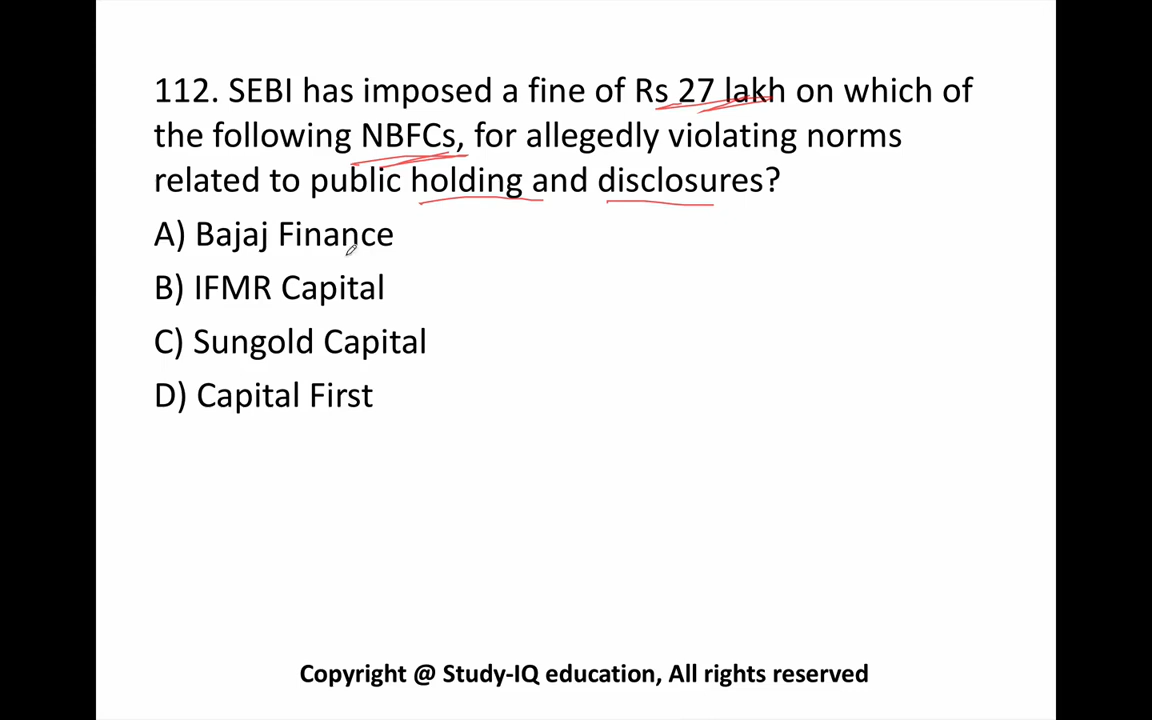 112. SEBI has imposed a fine of Rs 27 lakh on which of
the following NBFCs, for allegedly violating norms
related to public holding and disclosures?
A) Bajaj Finance
B) IFMR Capital
C) Sungold Capital
D) Capital First
Copyright @ Study-IQ education, All rights reserved